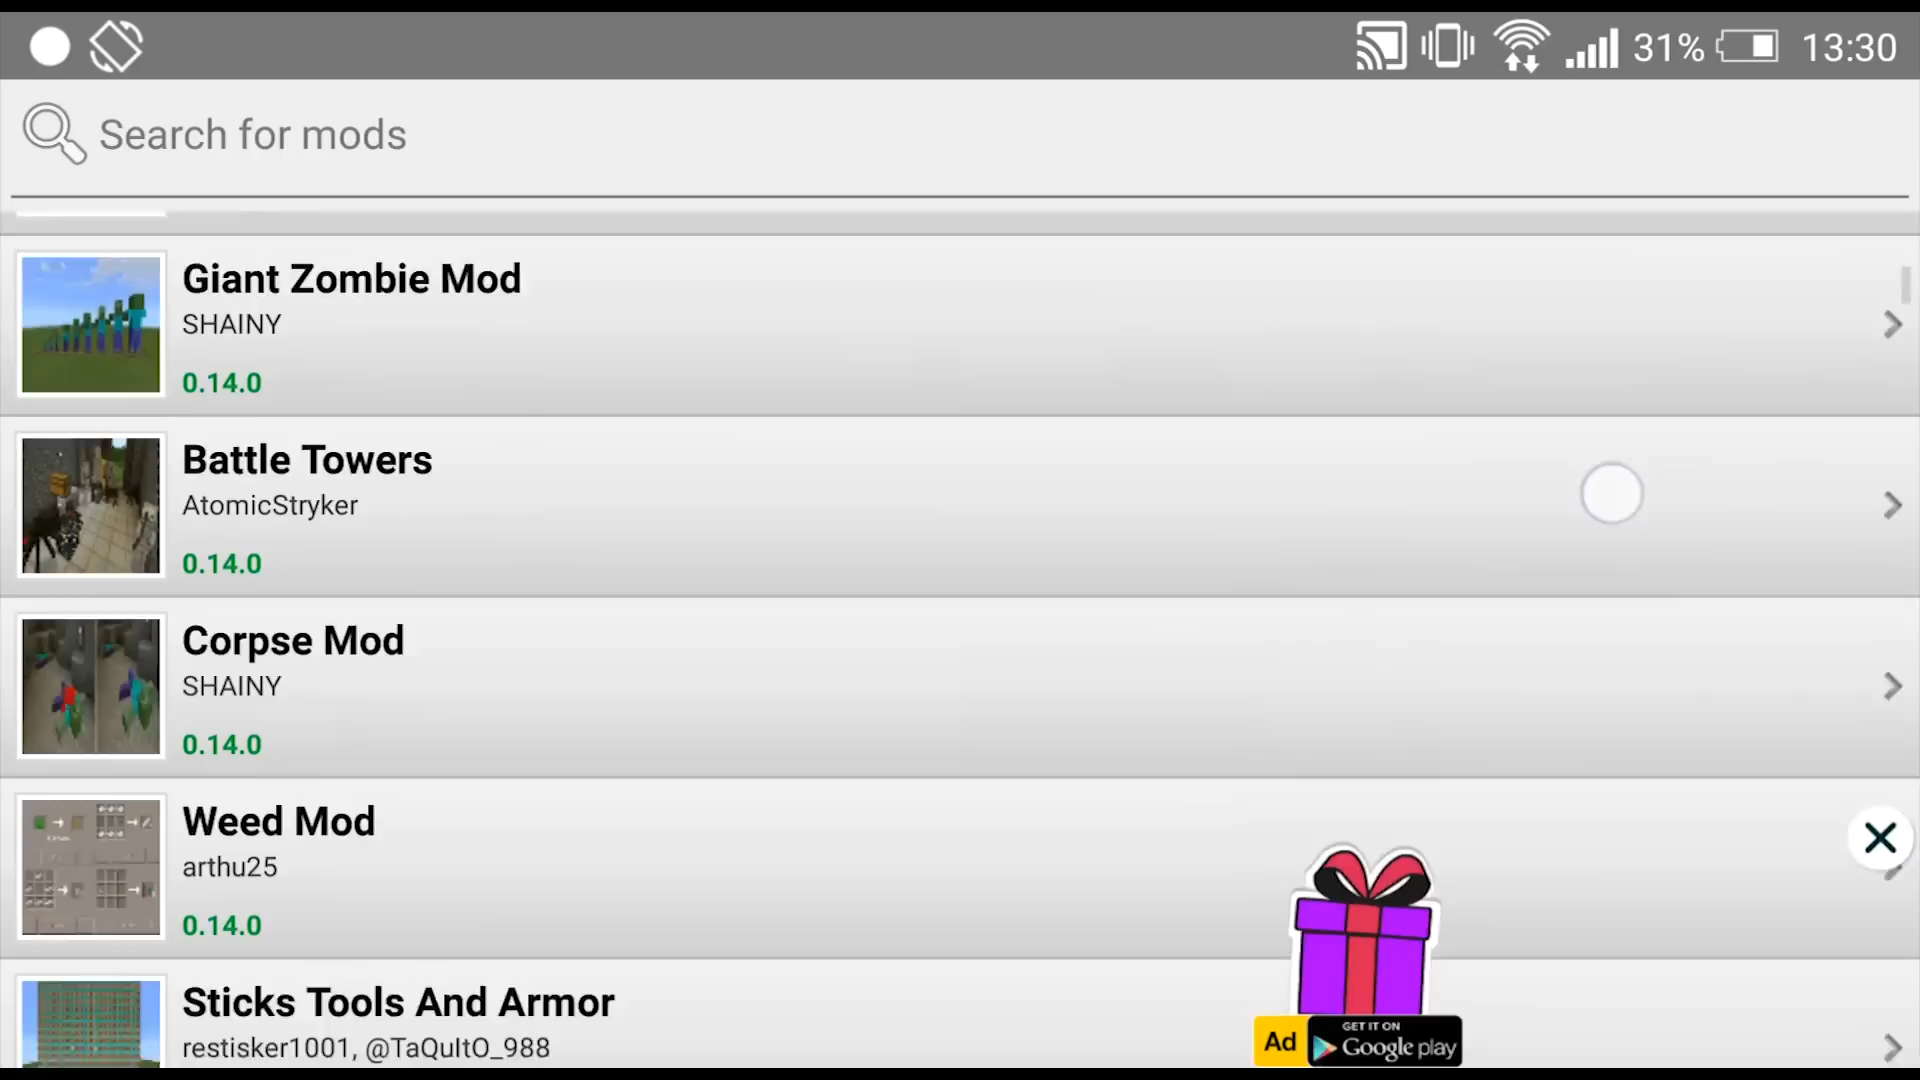 31% 13:30
Search for mods
Giant Zombie Mod
SHAINY
0.14.0
Battle Towers
AtomicStryker
0.14.0
Corpse Mod
SHAINY
0.14.0
Weed Mod
arthu25
0.14.0
Sticks Tools And Armor
restisker1001, @TaQuItO_988
Ad
GET IT ON
Google play